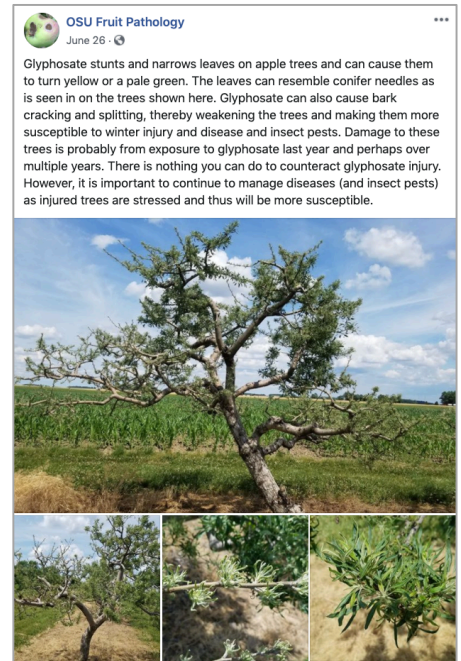 OSU Fruit Pathology
June 26 ·
Glyphosate stunts and narrows leaves on apple trees and can cause them
to turn yellow or a pale green. The leaves can resemble conifer needles as
is seen in on the trees shown here. Glyphosate can also cause bark
cracking and splitting, thereby weakening the trees and making them more
susceptible to winter injury and disease and insect pests. Damage to these
trees is probably from exposure to glyphosate last year and perhaps over
multiple years. There is nothing you can do to counteract glyphosate injury.
However, it is important to continue to manage diseases (and insect pests)
as injured trees are stressed and thus will be more susceptible.